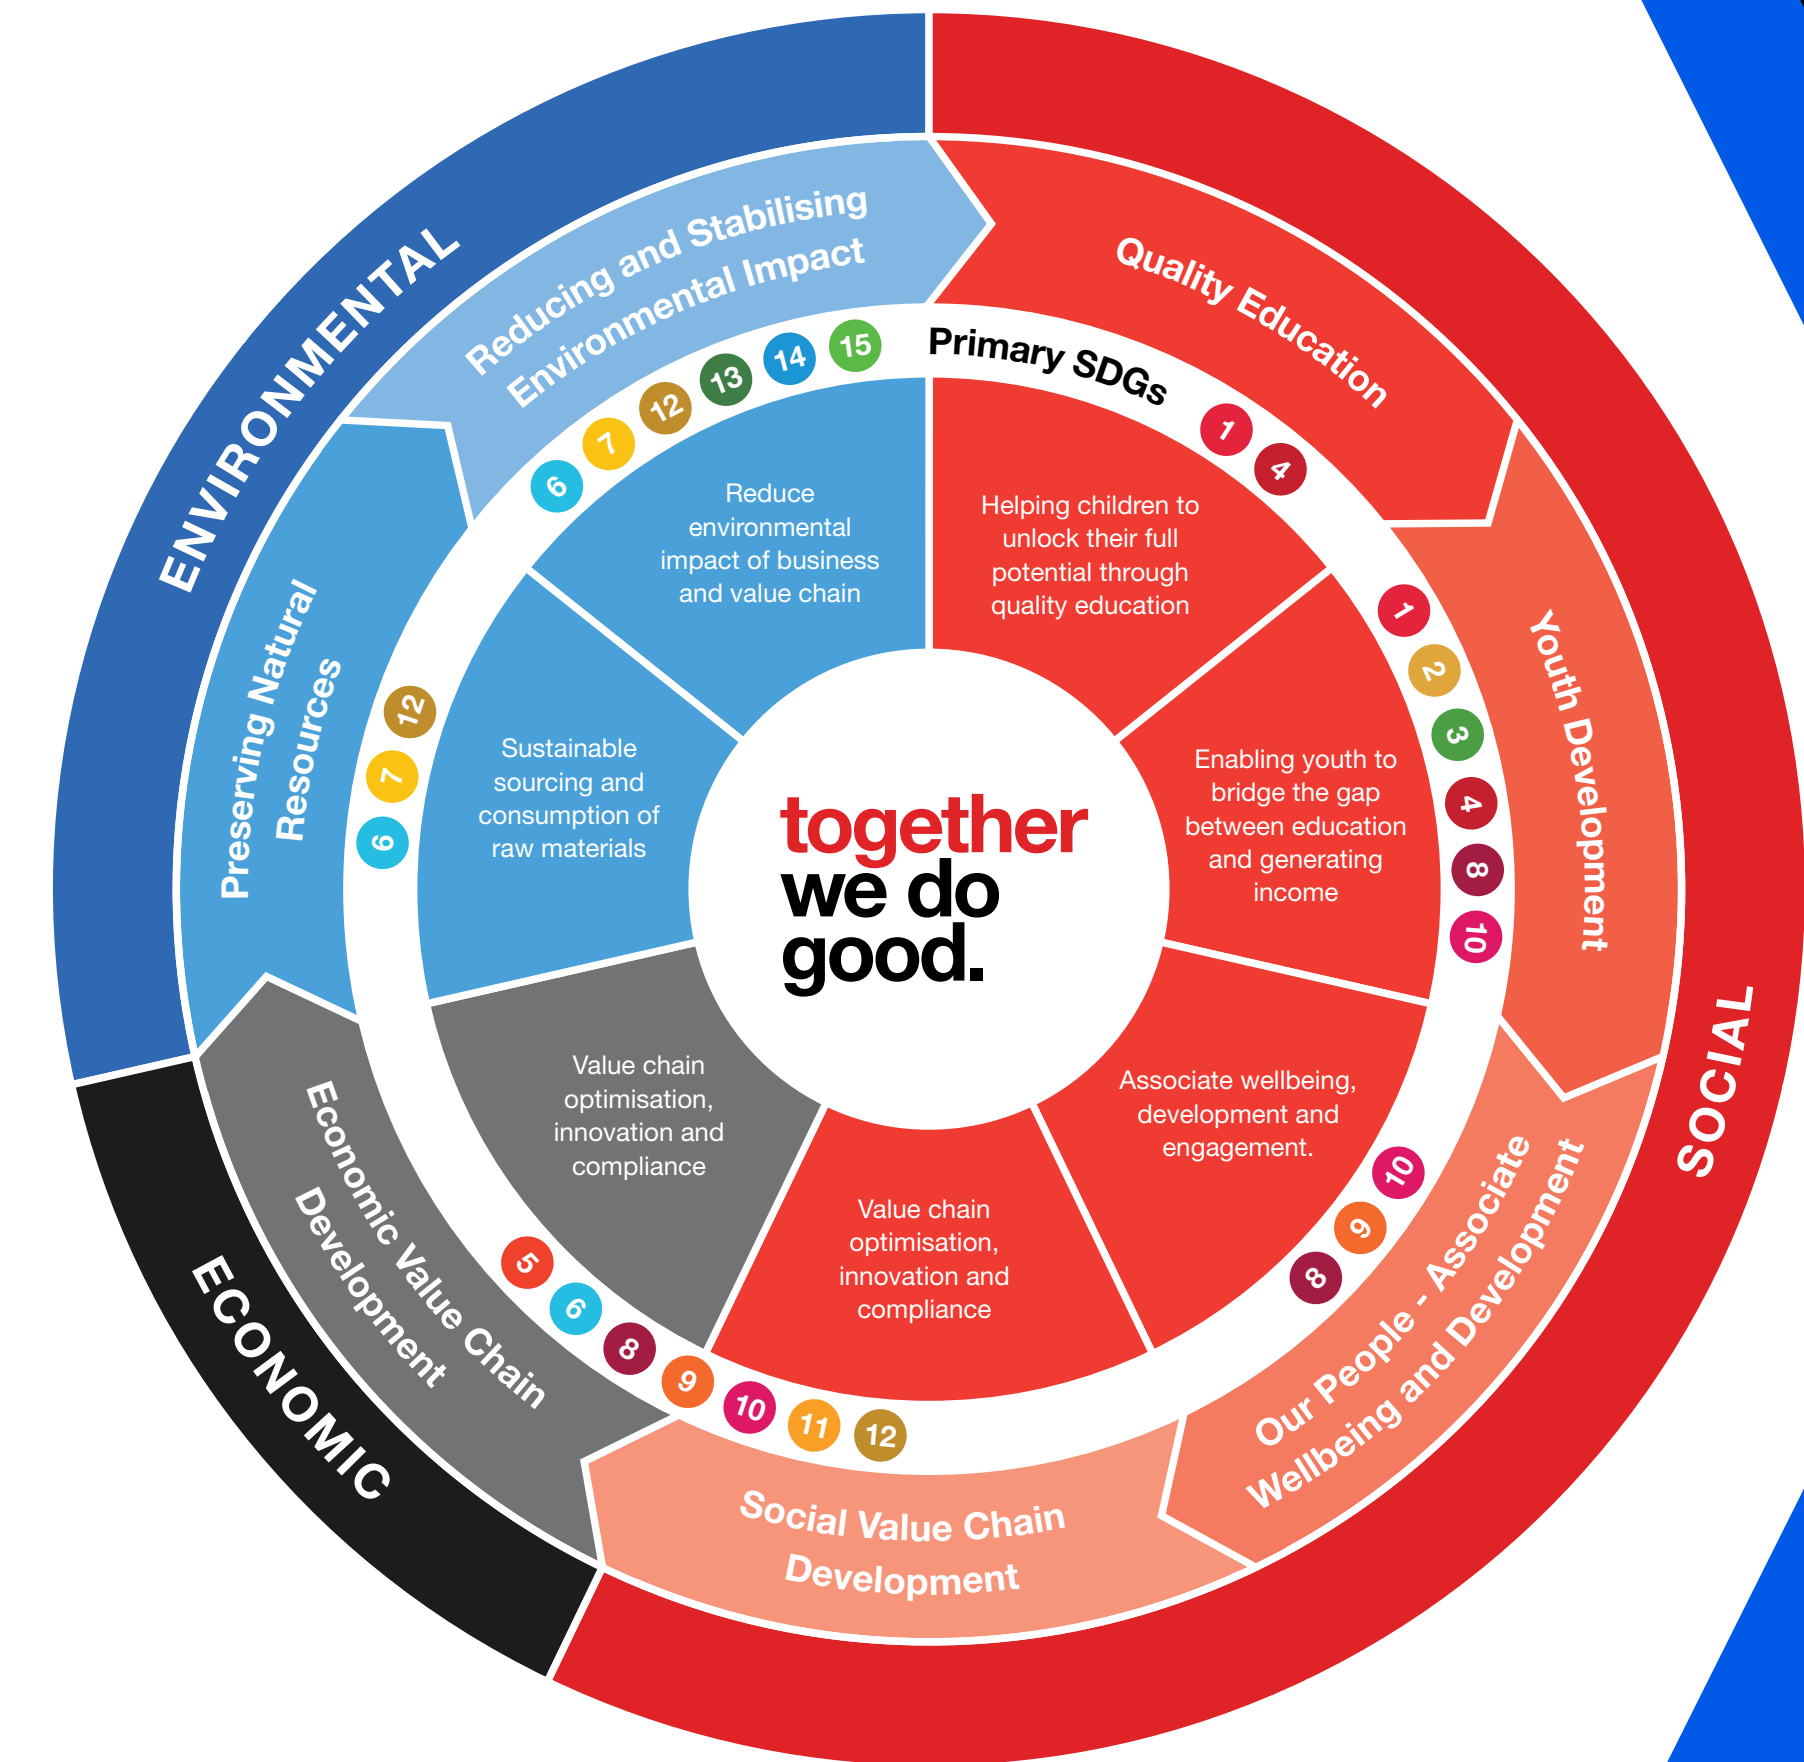 ENVIRONMENTAL
SOCIAL
ECONOMIC
Reducing and Stabilising
Environmental Impact
Quality Education
Youth Development
Our People - Associate
Wellbeing and Development
Social Value Chain
Development
Economic Value Chain
Development
Preserving Natural
Resources
Primary SDGs
1
4
1
2
3
4
8
10
10
9
8
12
11
10
9
8
6
5
6
7
12
6
7
12
13
14
15
Helping children to
unlock their full
potential through
quality education
Enabling youth to
bridge the gap
between education
and generating
income
Associate wellbeing,
development and
engagement.
Value chain
optimisation,
innovation and
compliance
Value chain
optimisation,
innovation and
compliance
Sustainable
sourcing and
consumption of
raw materials
Reduce
environmental
impact of business
and value chain
together
we do
good.